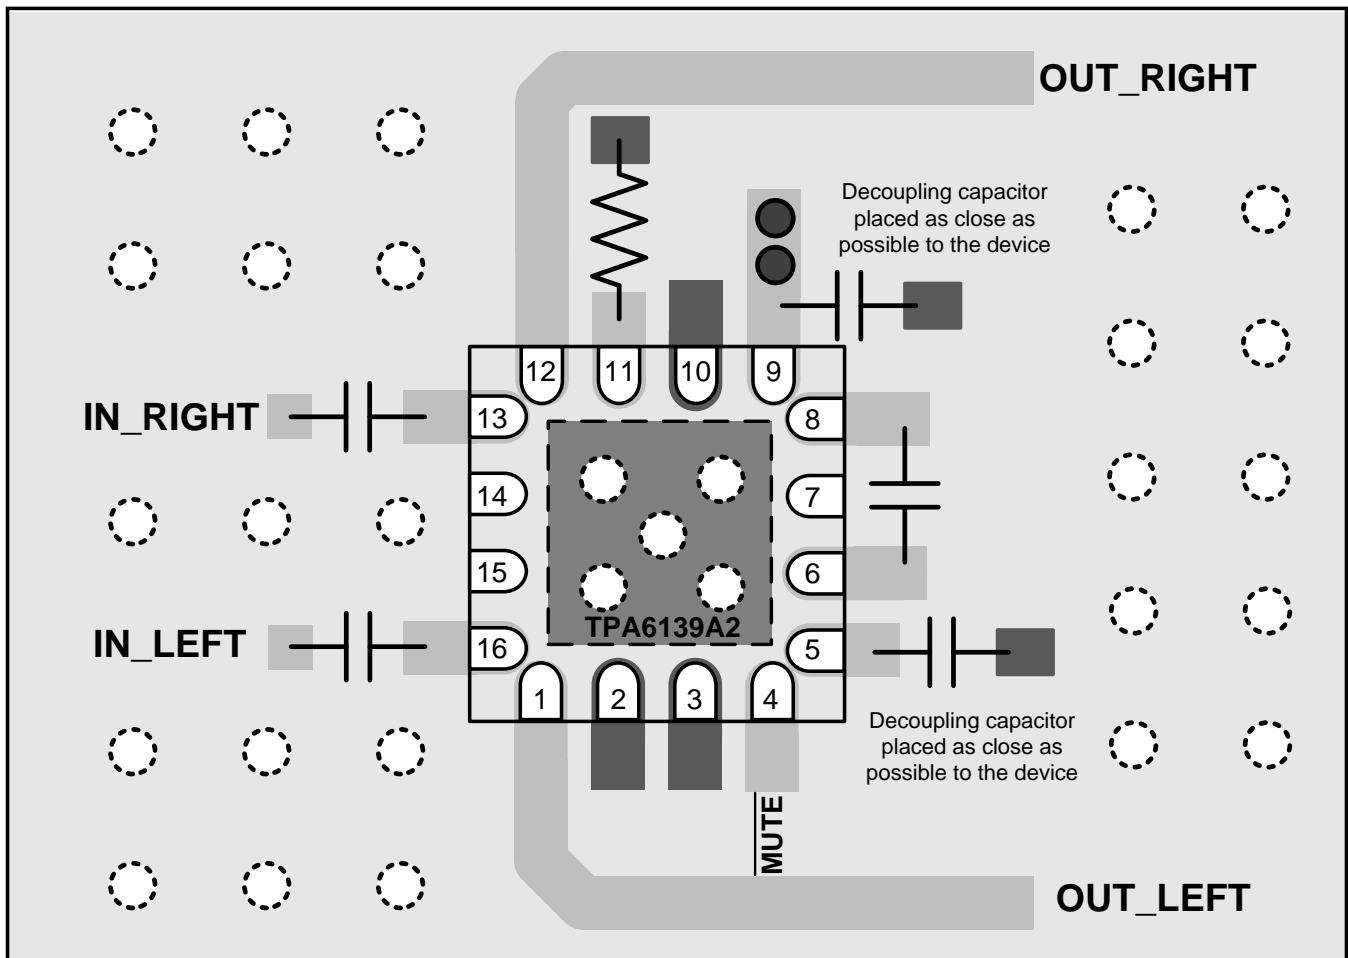 OUT_RIGHT
Decoupling capacitor
placed as close as
possible to the device
12
11
10
9
IN_RIGHT
13
8
14
7
15
6
IN_LEFT
16
TPA6139A2
5
1
2
3
4
Decoupling capacitor
placed as close as
possible to the device
MUTE
OUT_LEFT